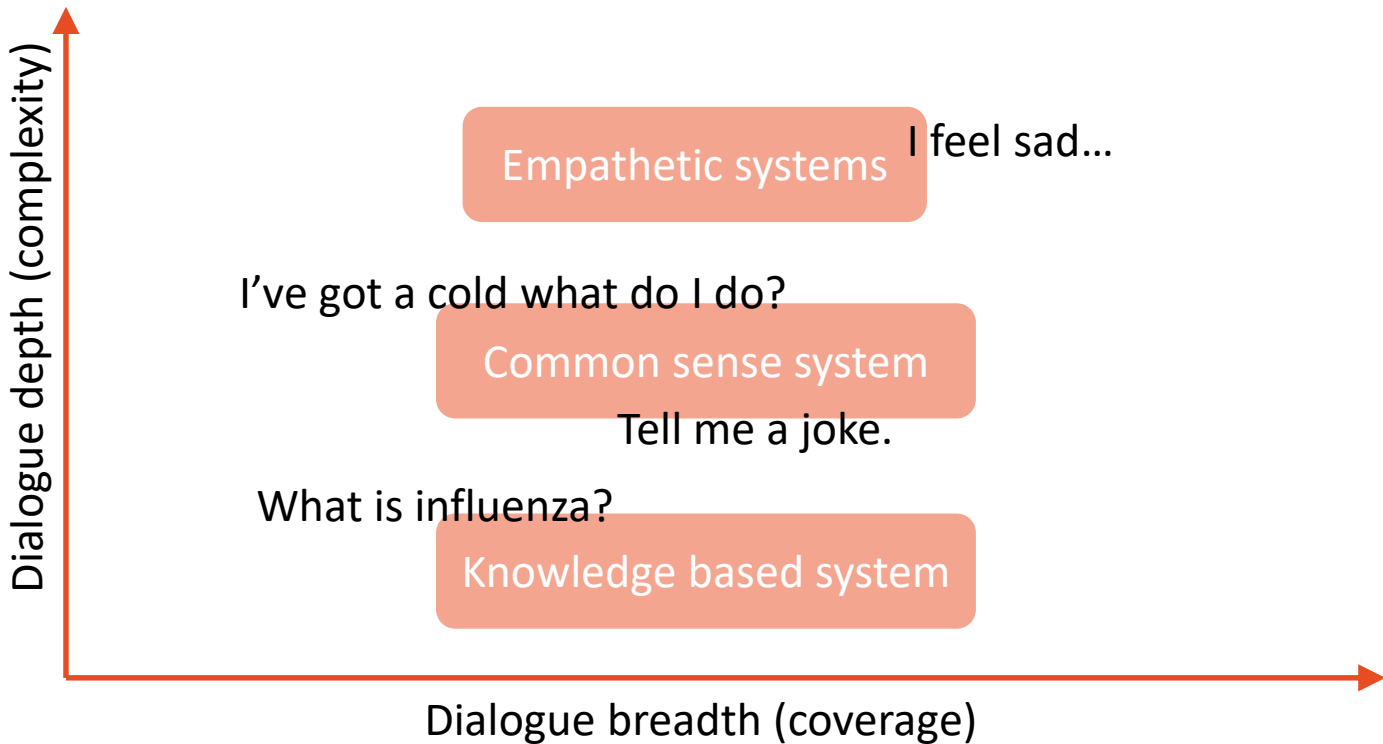 Dialogue depth (complexity)
I feel sad…
Empathetic systems
I’ve got a cold what do I do?
Common sense system
Tell me a joke.
What is influenza?
Knowledge based system
Dialogue breadth (coverage)